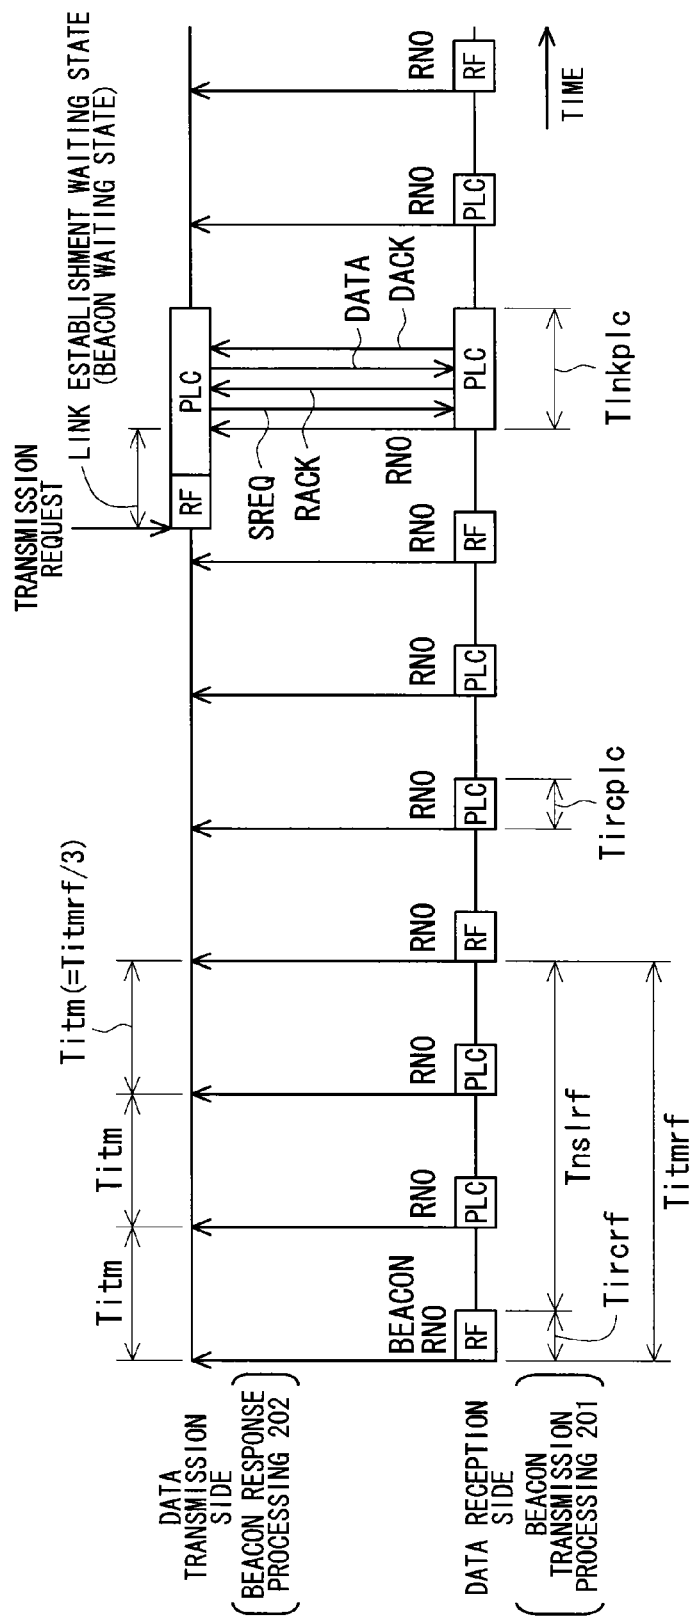 TRANSMISSION
REQUEST
LINK ESTABLISHMENT WAITING STATE
(BEACON WAITING STATE)
Titm
Titm
Titm(=Titmrf/3)
DATA
TRANSMISSION
SIDE
(BEACON RESPONSE
PROCESSING 202)
RF
PLC
SREQ
RACK
DATA
DACK
BEACON
RNO
RNO
RNO
RNO
RNO
RNO
RNO
RNO
RNO
RNO
DATA RECEPTION
SIDE
(BEACON
TRANSMISSION
PROCESSING 201)
RF
PLC
PLC
RF
PLC
PLC
RF
PLC
PLC
RF
Tircrf
Tnslrf
Titmrf
Tircplc
Tlnkplc
TIME